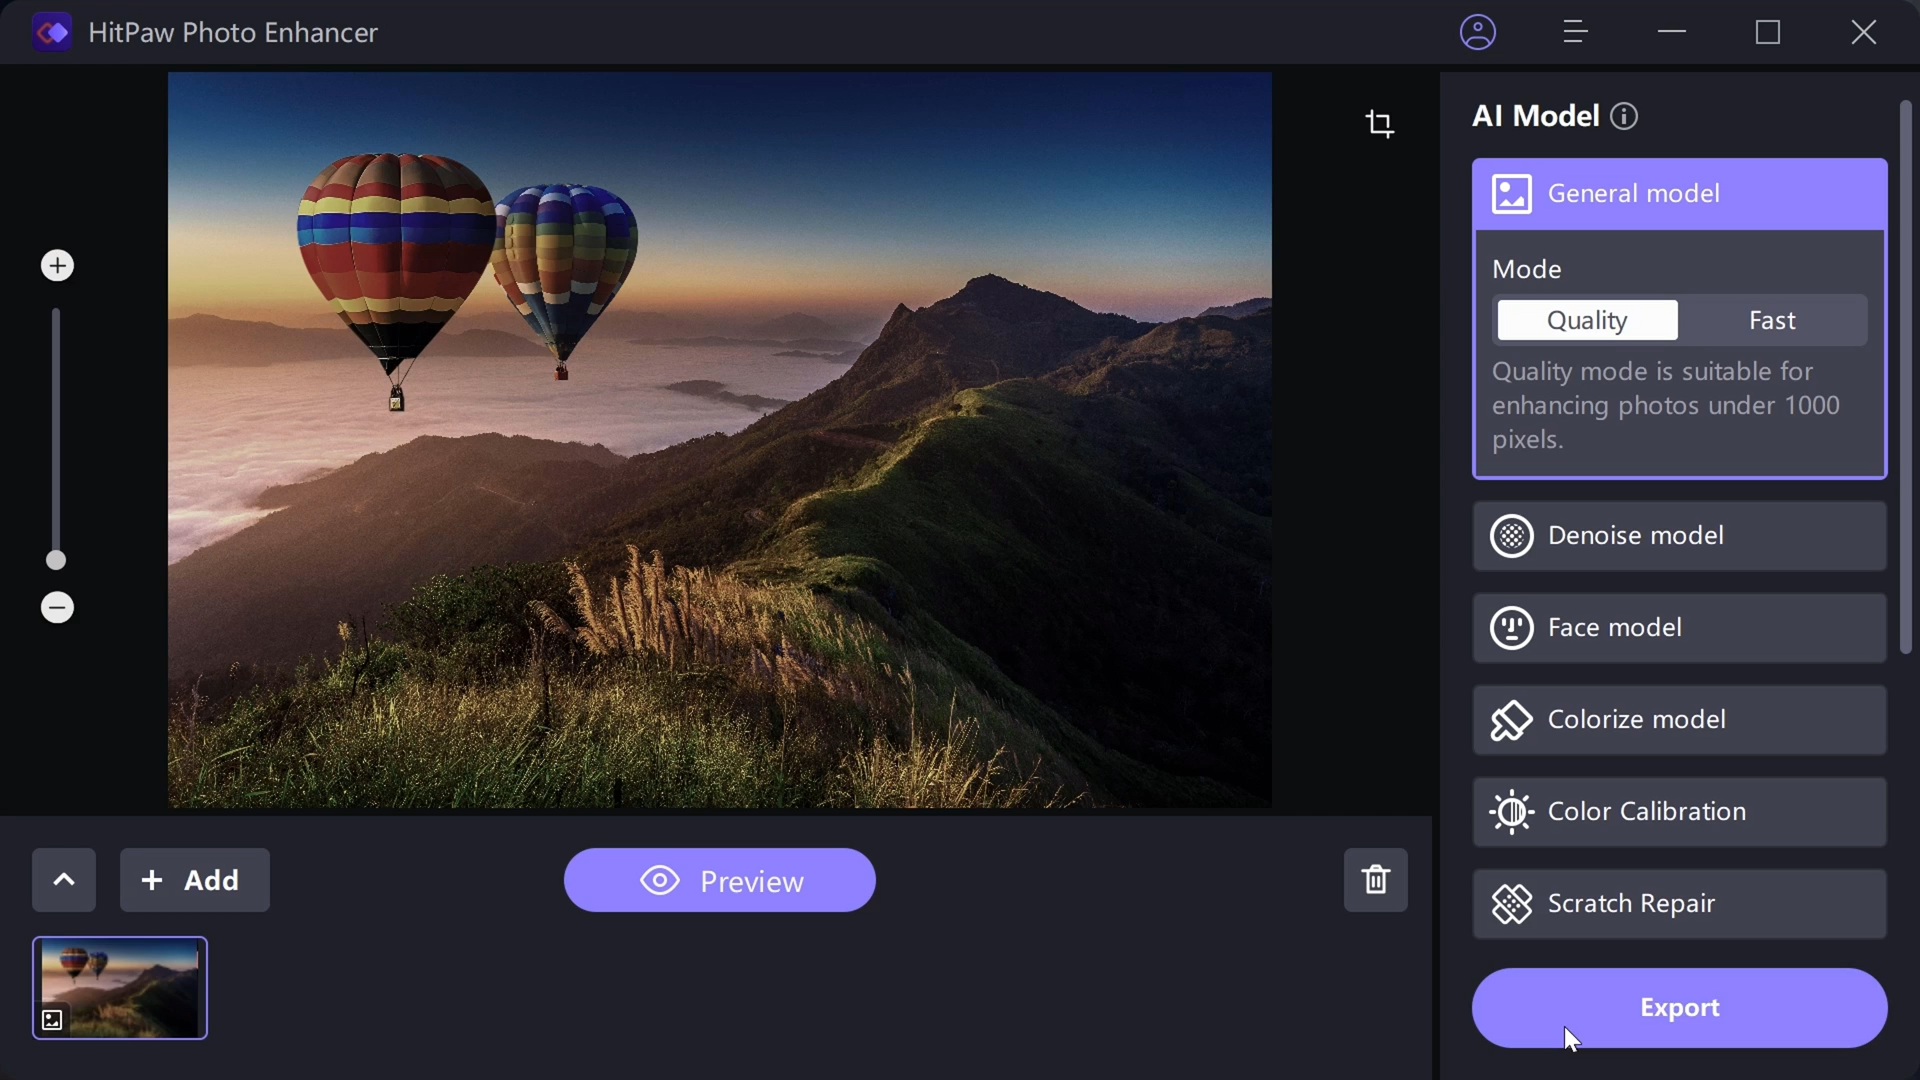 HitPaw Photo Enhancer
AI Model
General model
Mode
Quality
Fast
Quality mode is suitable for
enhancing photos under 1000
pixels.
Denoise model
Face model
Colorize model
Color Calibration
Scratch Repair
Add
Preview
Export